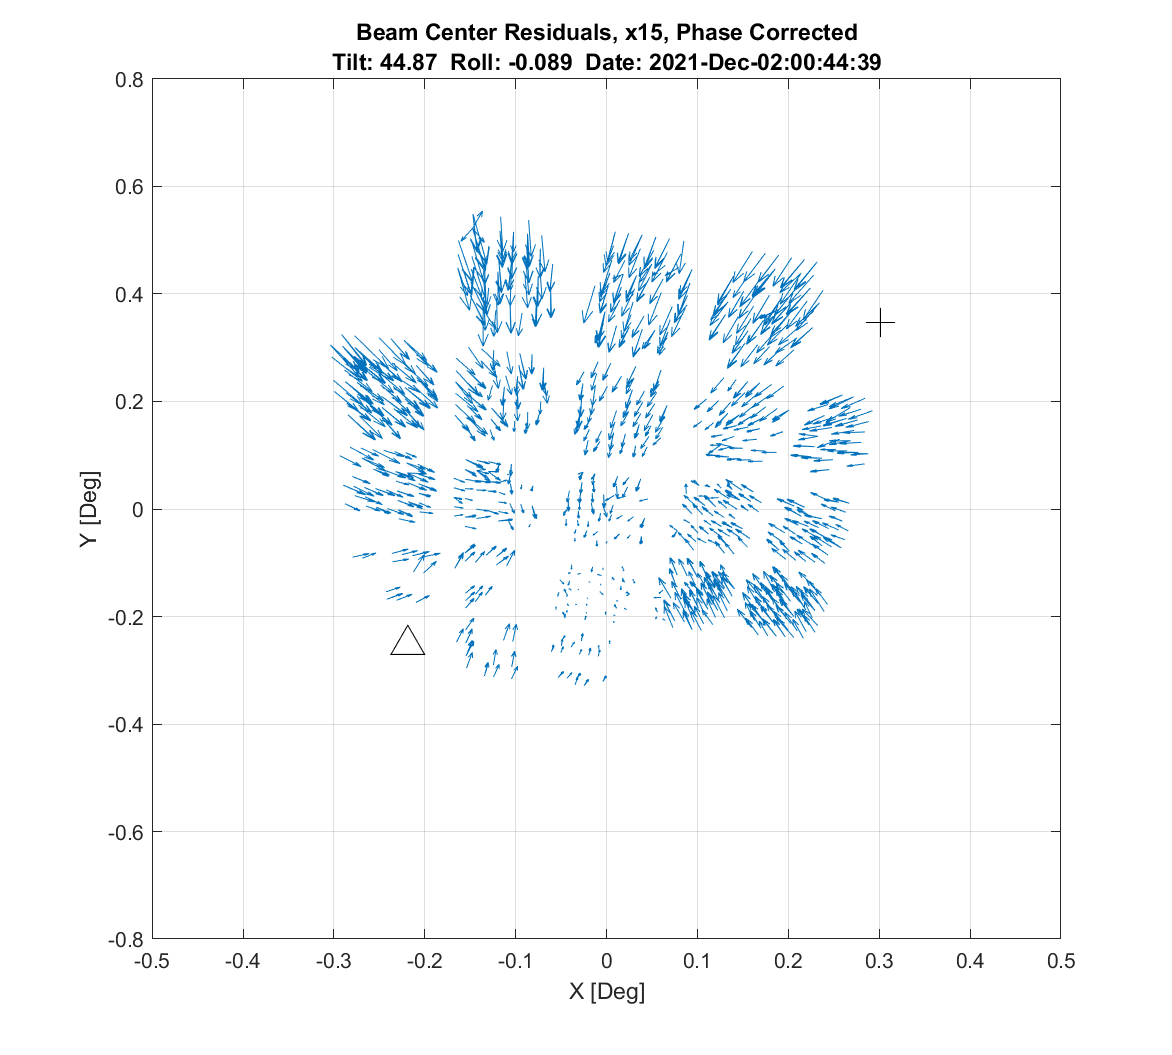 Beam Center Residuals, x15, Phase Corrected
Tilt: 44.87 Roll: -0.089 Date: 2021-Dec-02:00:44:39
0.8
0.6
0.4
0.2
0
-0.2
-0.4
-0.6
-0.8
Y [Deg]
-0.5 -0.4 -0.3 -0.2 -0.1 0 0.1 0.2 0.3 0.4 0.5
X [Deg]